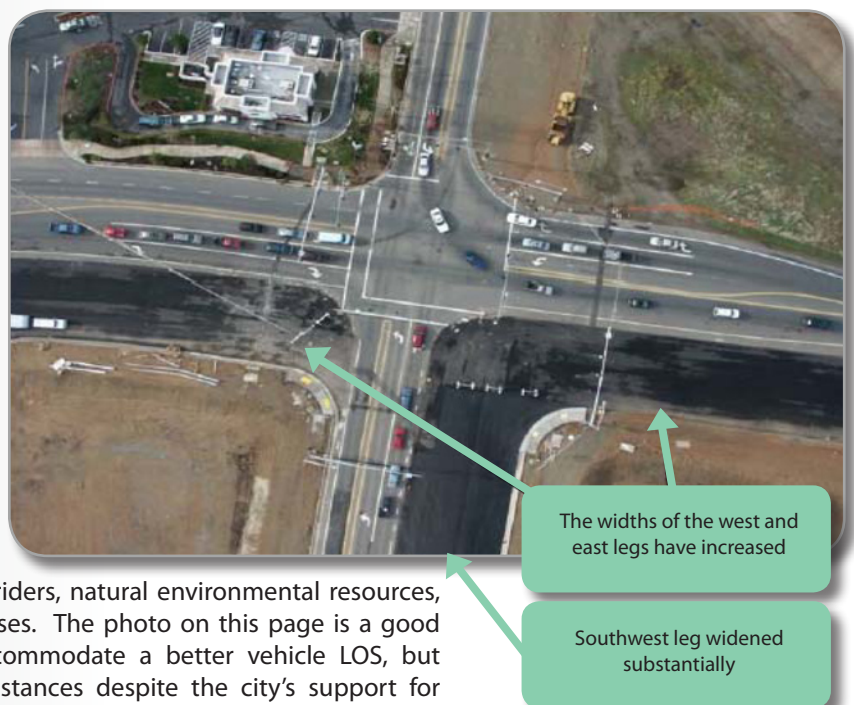 The widths of the west and
east legs have increased
Southwest leg widened
substantially
riders, natural environmental resources,
The photo on this page is a good
commodate a better vehicle LOS, but
stances despite the city's support for